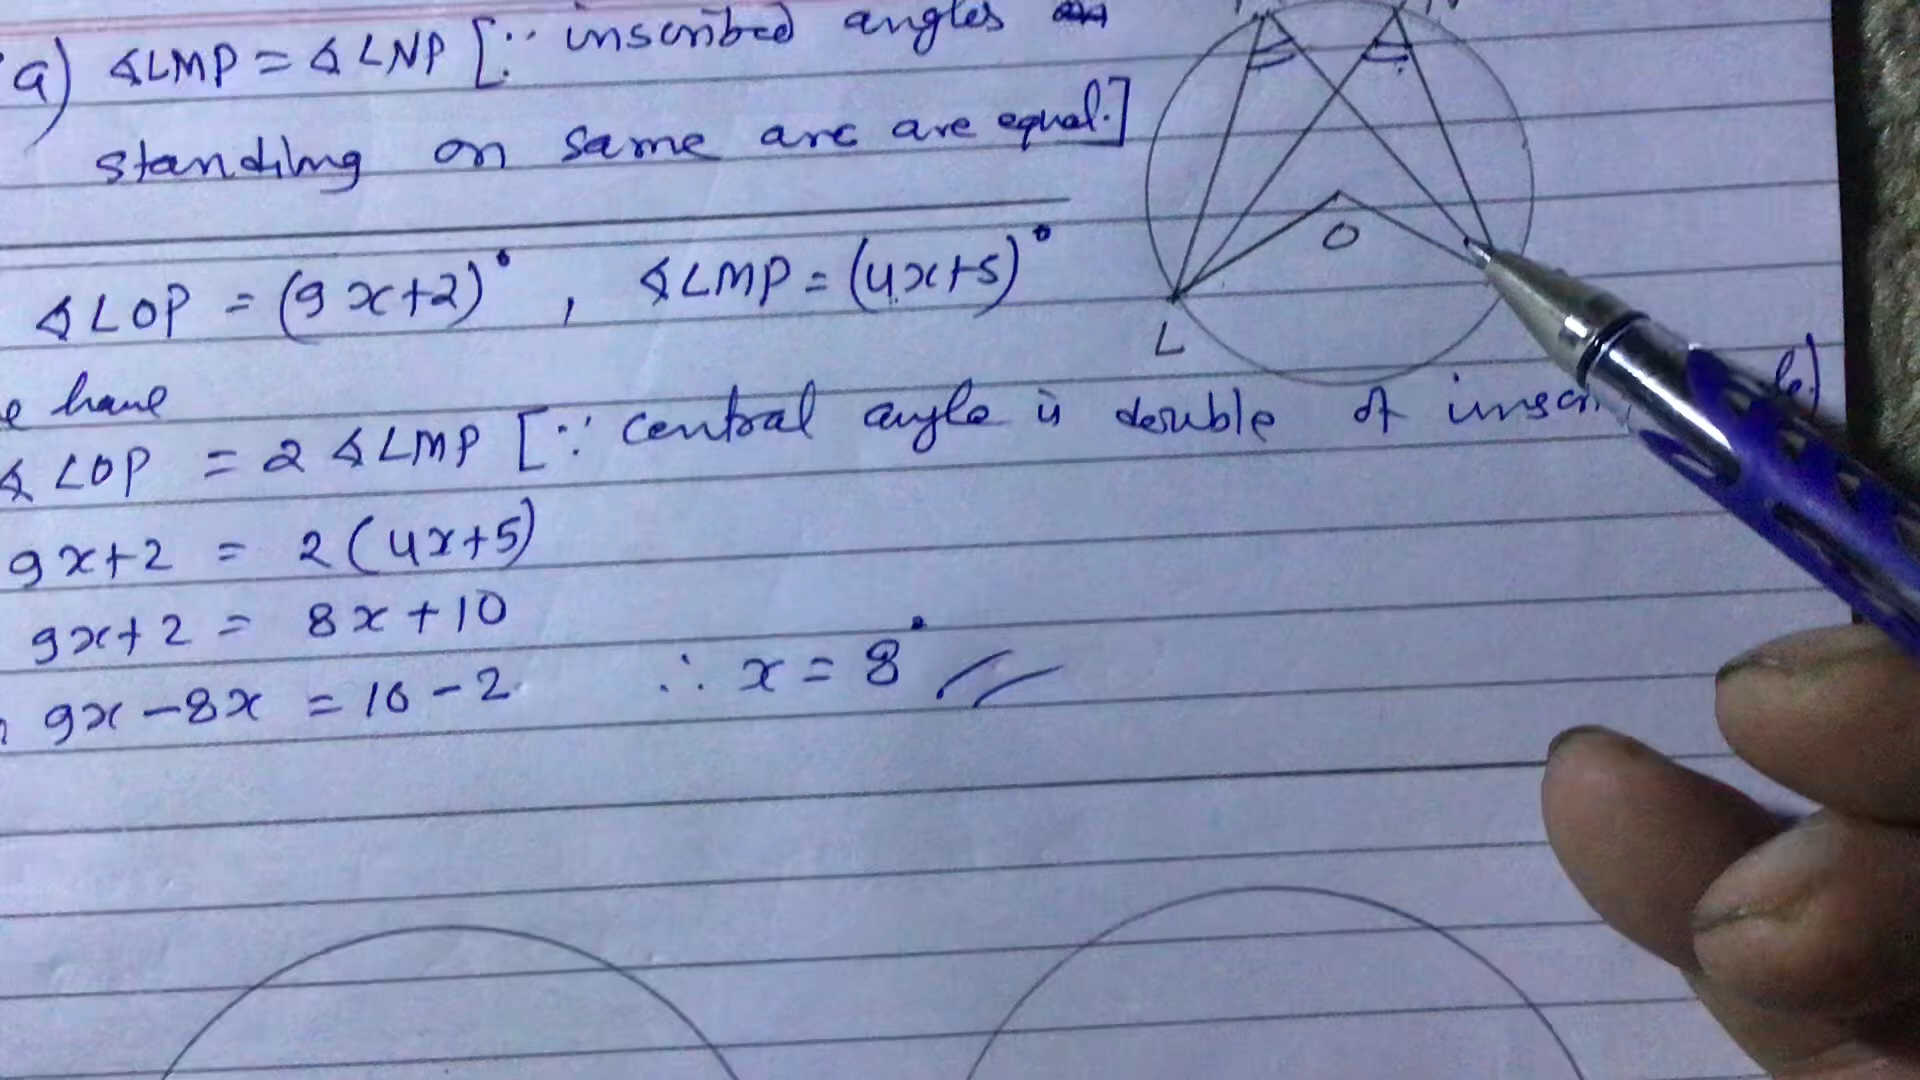 a) ∡LMP = ∡LNP [∵ inscribed angles
standing on same arc are equal.]
∡LOP = (9x+2)°, ∡LMP = (4x+5)°
have
∡LOP = 2∡LMP [∵ central angle is double of
9x+2 = 2(4x+5)
9x+2 = 8x+10
9x-8x = 10-2 ∴ x = 8°
O
L